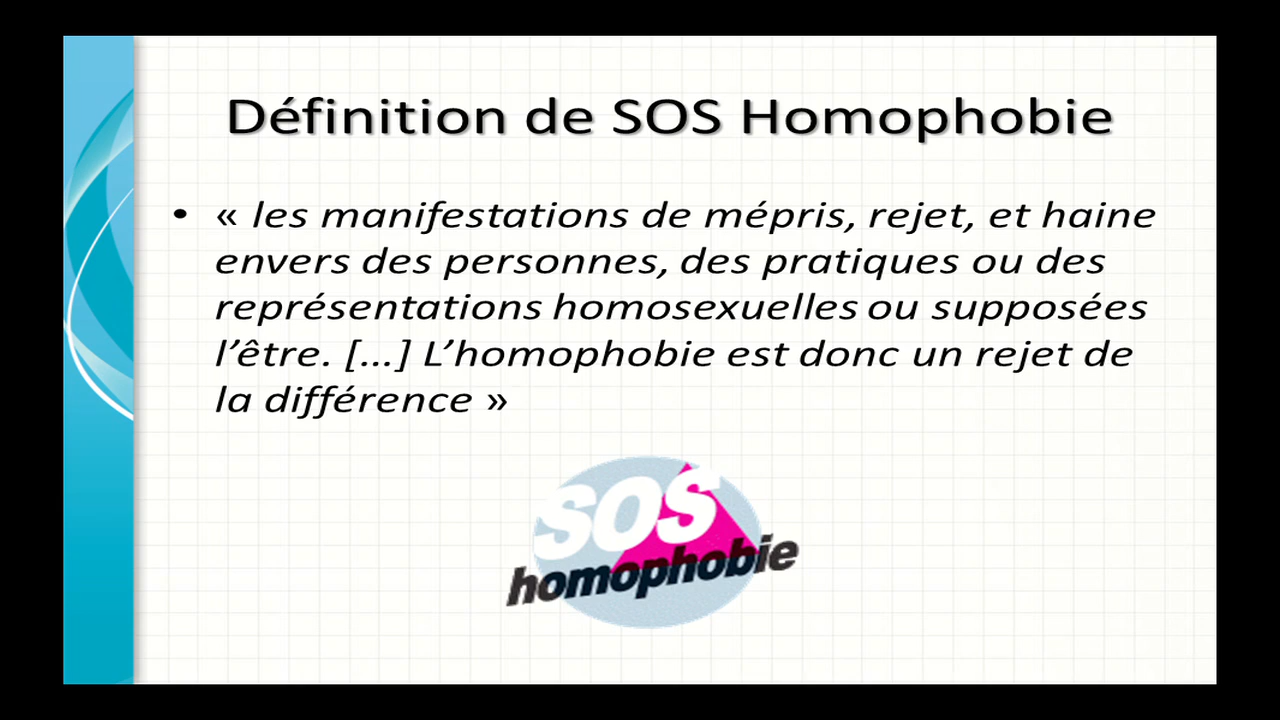 Définition de SOS Homophobie
• « les manifestations de mépris, rejet, et haine
envers des personnes, des pratiques ou des
représentations homosexuelles ou supposées
l’être. […] L’homophobie est donc un rejet de
la différence »
SOS
homophobie